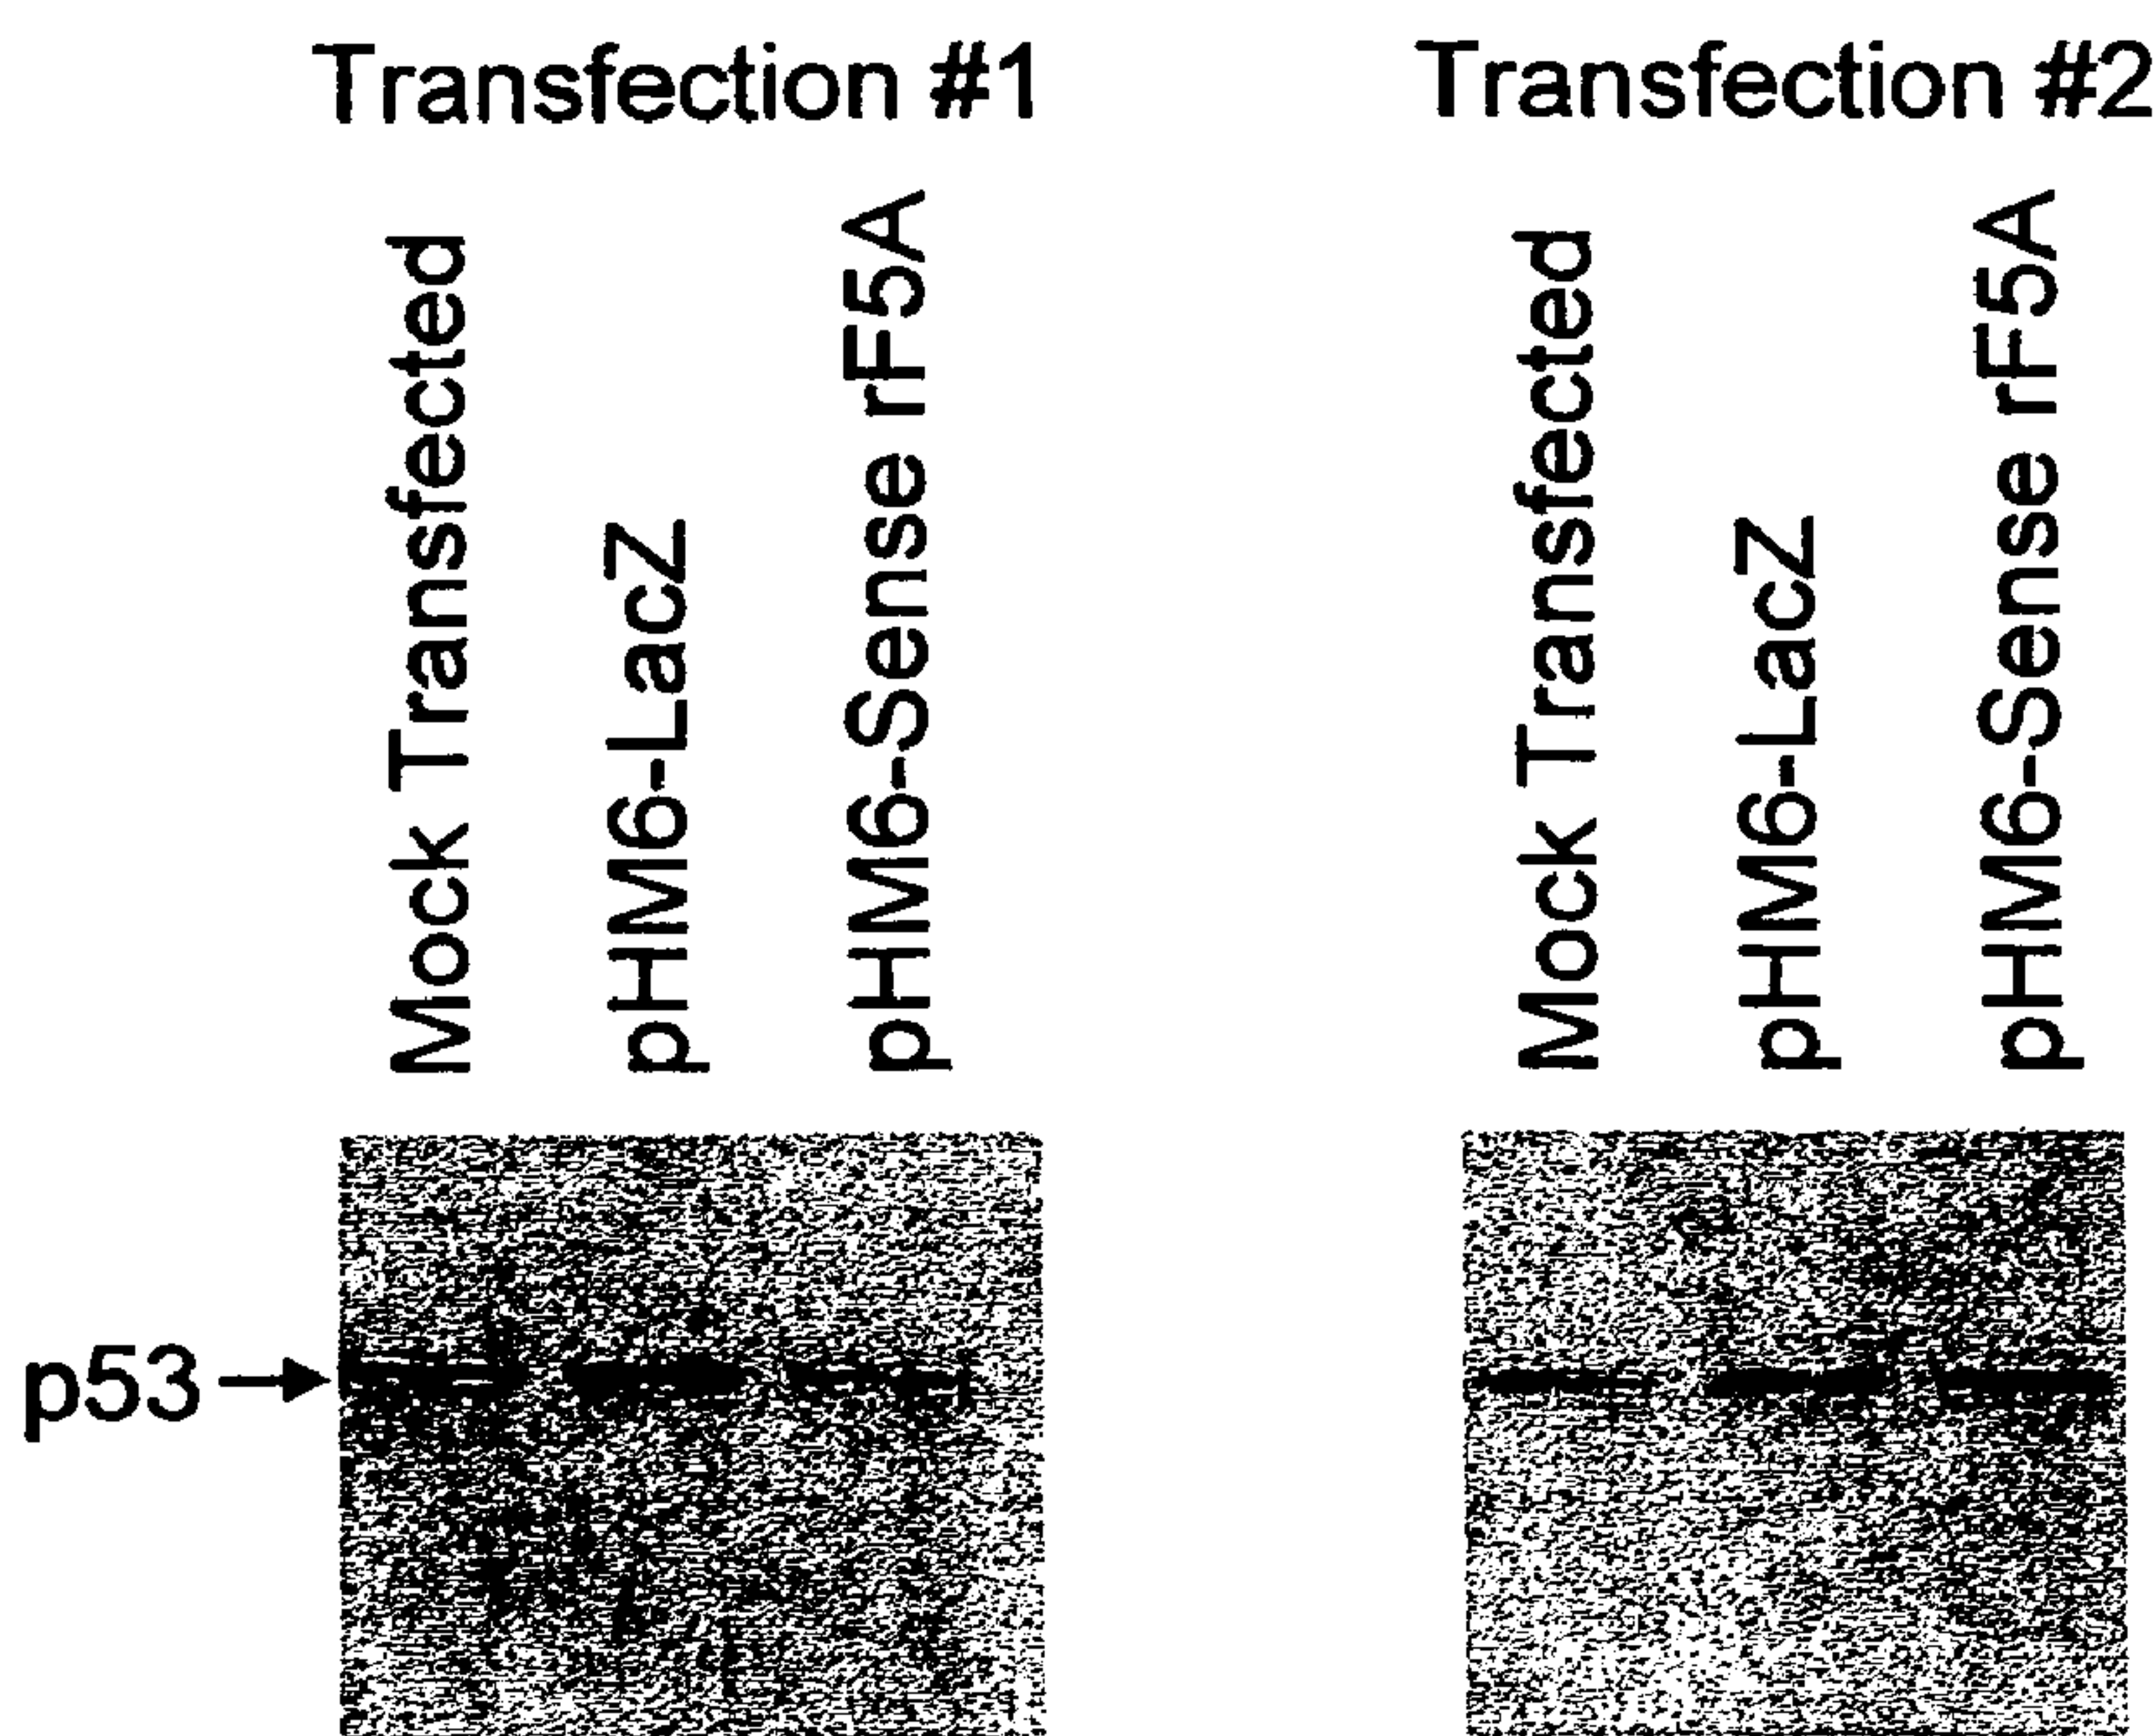 Transfection #1
Mock Transfected
pHM6-LacZ
pHM6-Sense rF5A
Transfection #2
Mock Transfected
pHM6-LacZ
pHM6-Sense rF5A
p53